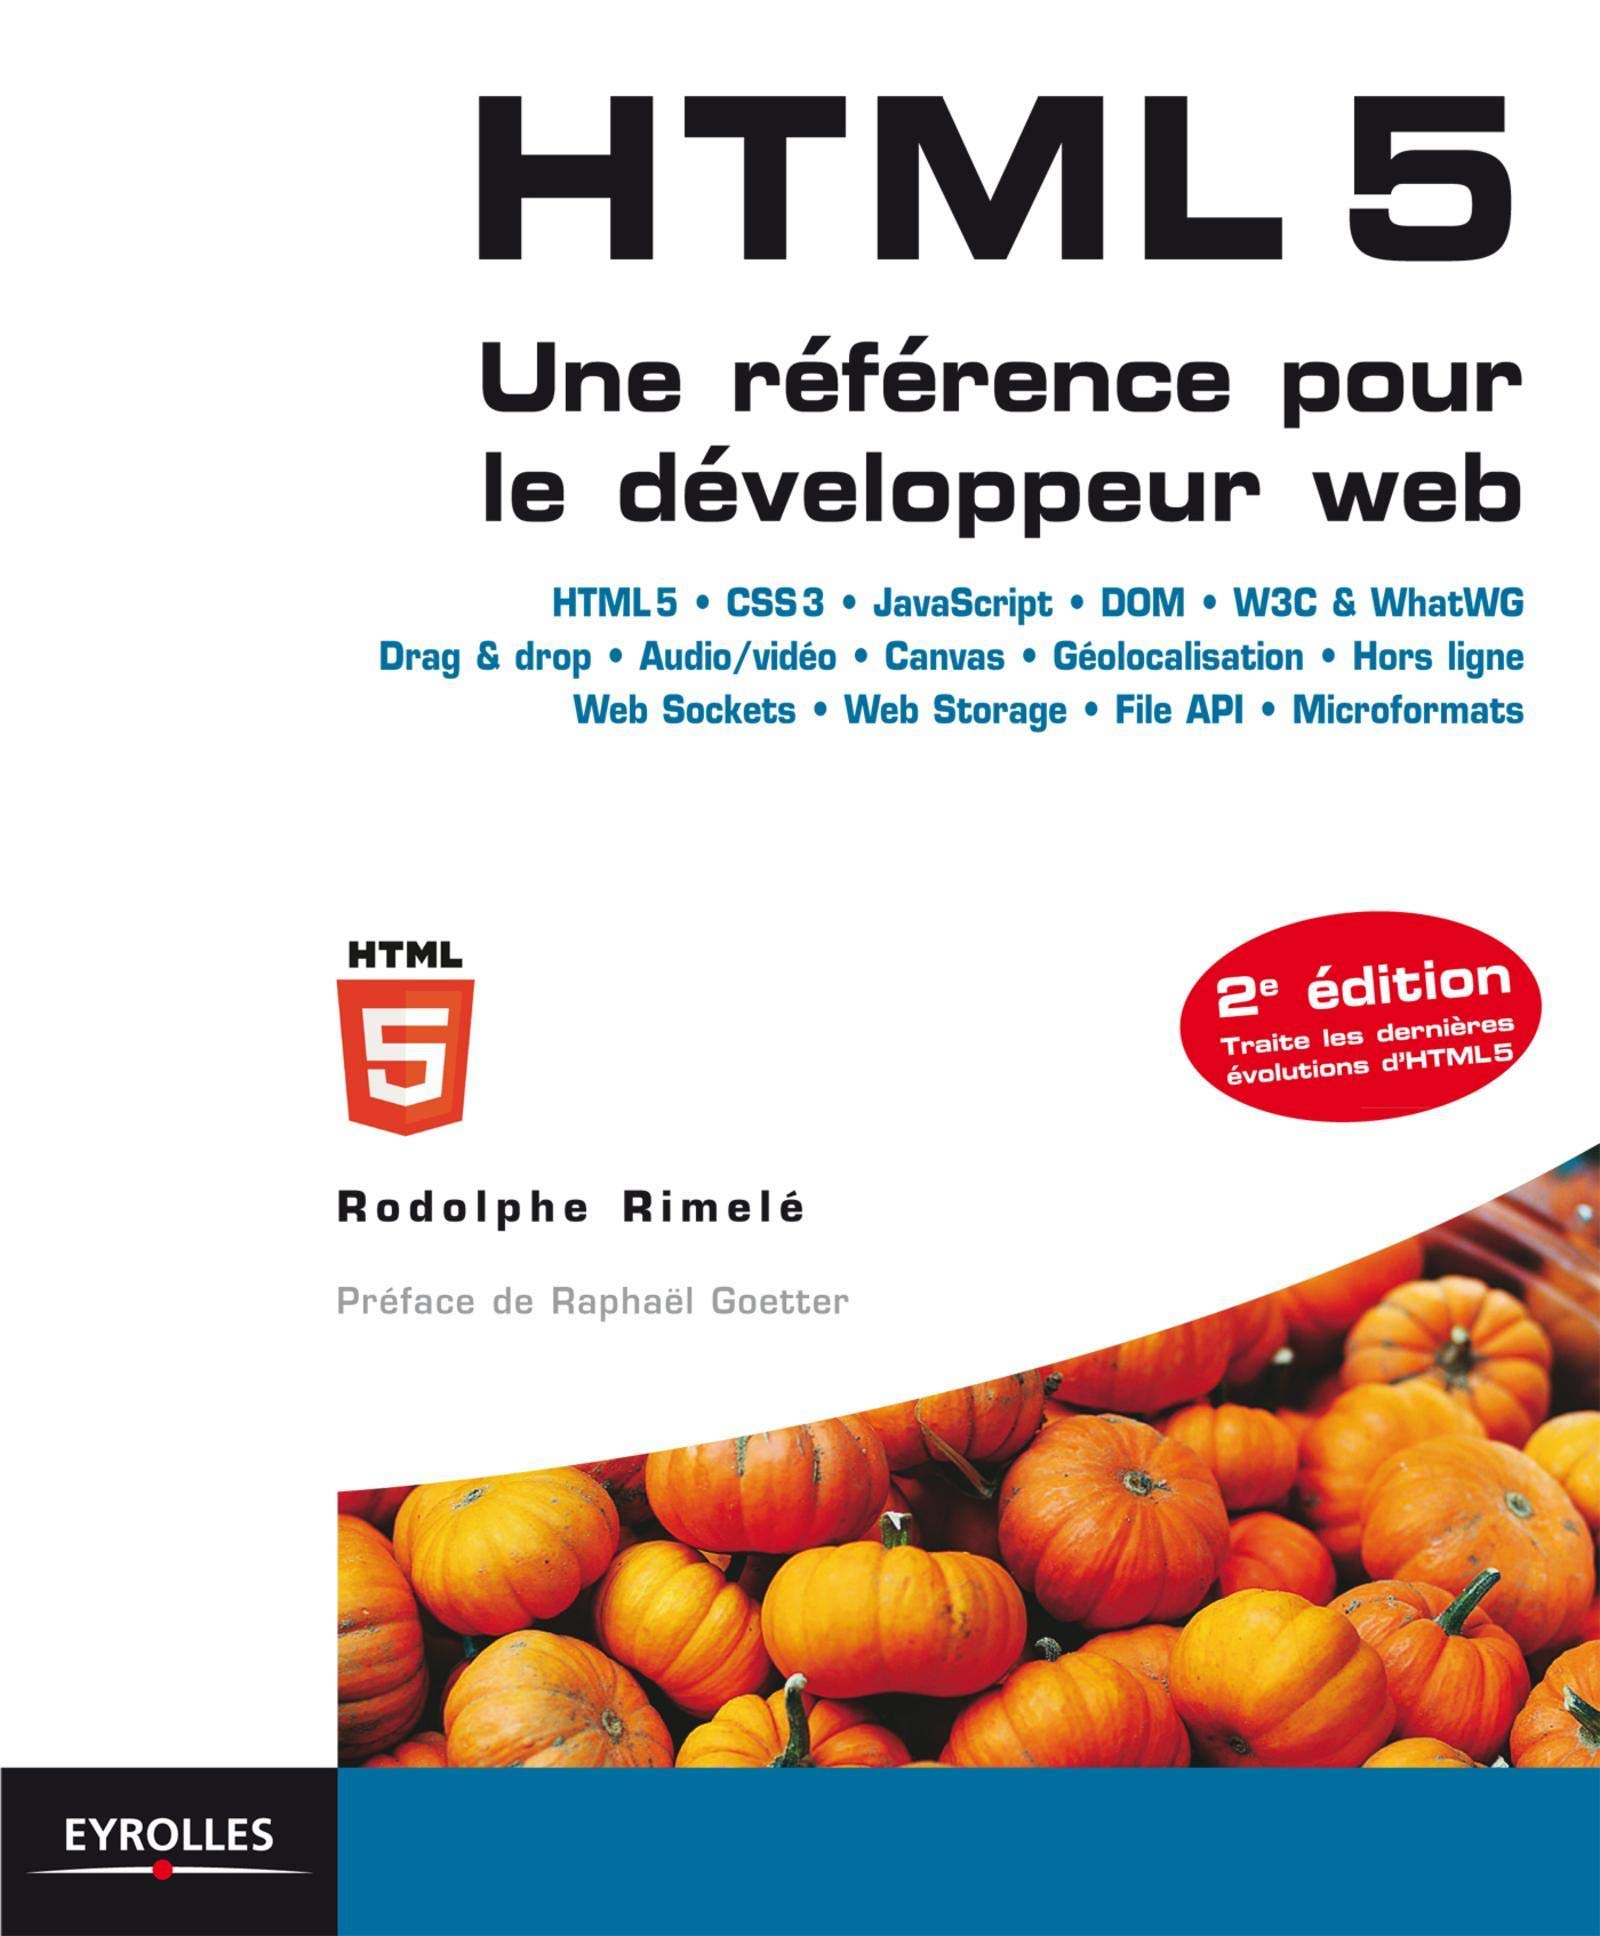 HTML 5
Une référence pour
le développeur web
HTML5 • CSS3 • JavaScript • DOM • W3C & WhatWG
Drag & drop • Audio/vidéo • Canvas • Géolocalisation • Hors ligne
Web Sockets • Web Storage • File API • Microformats
HTML
5
2e édition
Traite les dernières
évolutions d'HTML5
Rodolphe Rimelé
Préface de Raphaël Goetter
EYROLLES